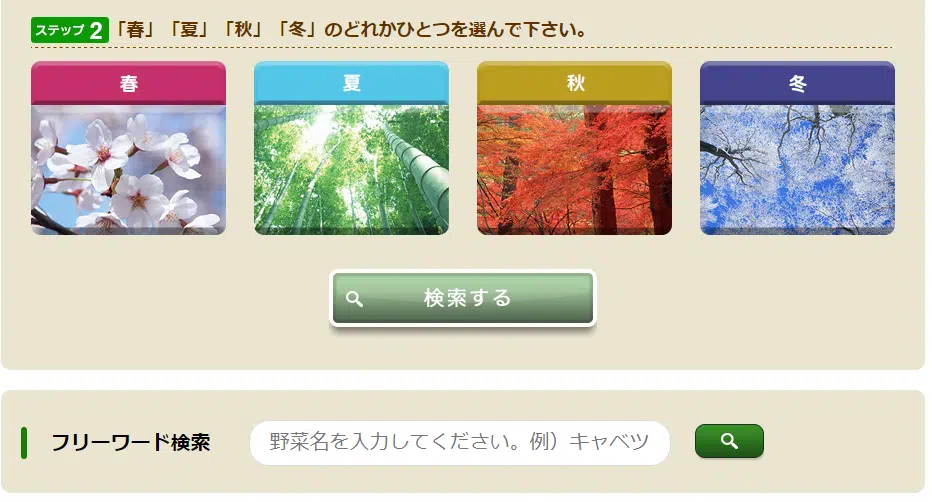 ステップ 2 「春」「夏」「秋」「冬」のどれかひとつを選んで下さい。
春
夏
秋
冬
検索する
フリーワード検索
野菜名を入力してください。例）キャベツ